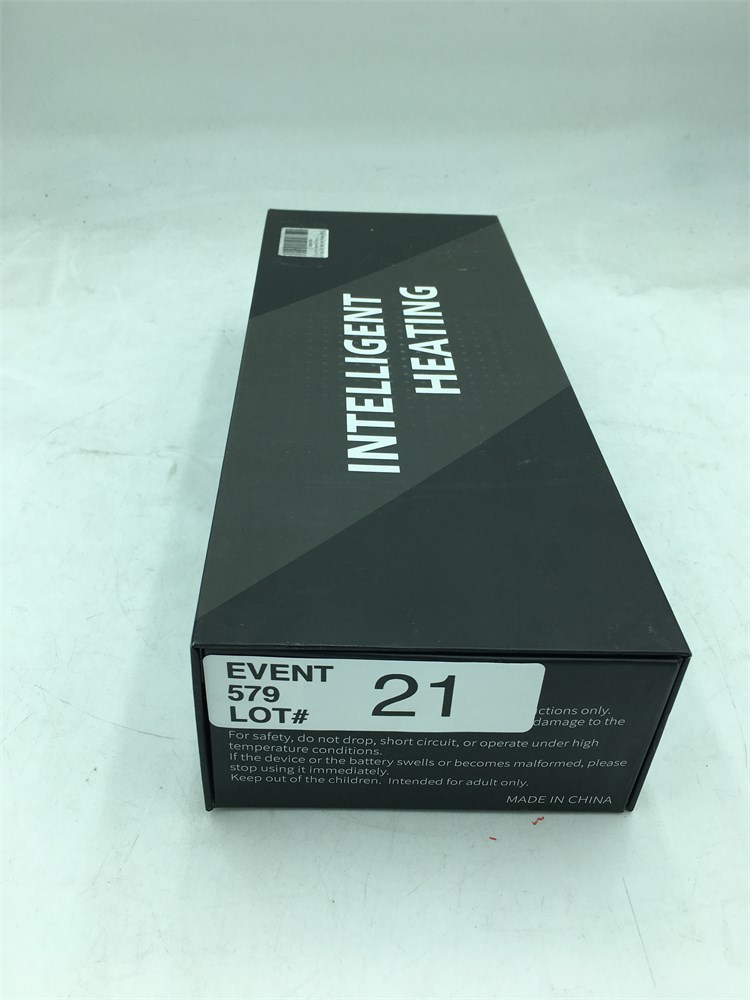 INTELLIGENT
HEATING
EVENT
579
LOT#
21
ctions only.
damage to the
For safety, do not drop, short circuit, or operate under high
temperature conditions.
If the device or the battery swells or becomes malformed, please
stop using it immediately.
Keep out of the children. Intended for adult only.
MADE IN CHINA